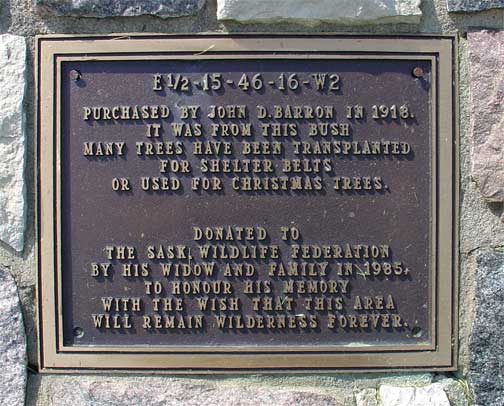 E 1/2-15-46-16-W2
PURCHASED BY JOHN D. BARRON IN 1918.
IT WAS FROM THIS BUSH
MANY TREES HAVE BEEN TRANSPLANTED
FOR SHELTER BELTS
OR USED FOR CHRISTMAS TREES.
DONATED TO
THE SASK. WILDLIFE FEDERATION
BY HIS WIDOW AND FAMILY IN 1985,
TO HONOUR HIS MEMORY
WITH THE WISH THAT THIS AREA
WILL REMAIN WILDERNESS FOREVER.